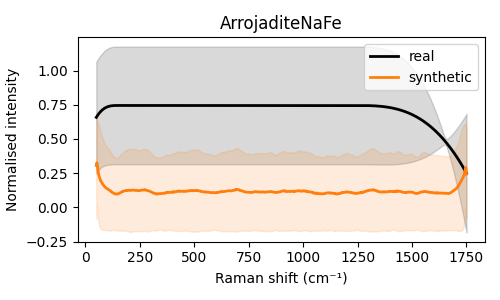 ArrojaditeNaFe
real
synthetic
Normalised intensity
1.00
0.75
0.50
0.25
0.00
−0.25
0 250 500 750 1000 1250 1500 1750
Raman shift (cm⁻¹)